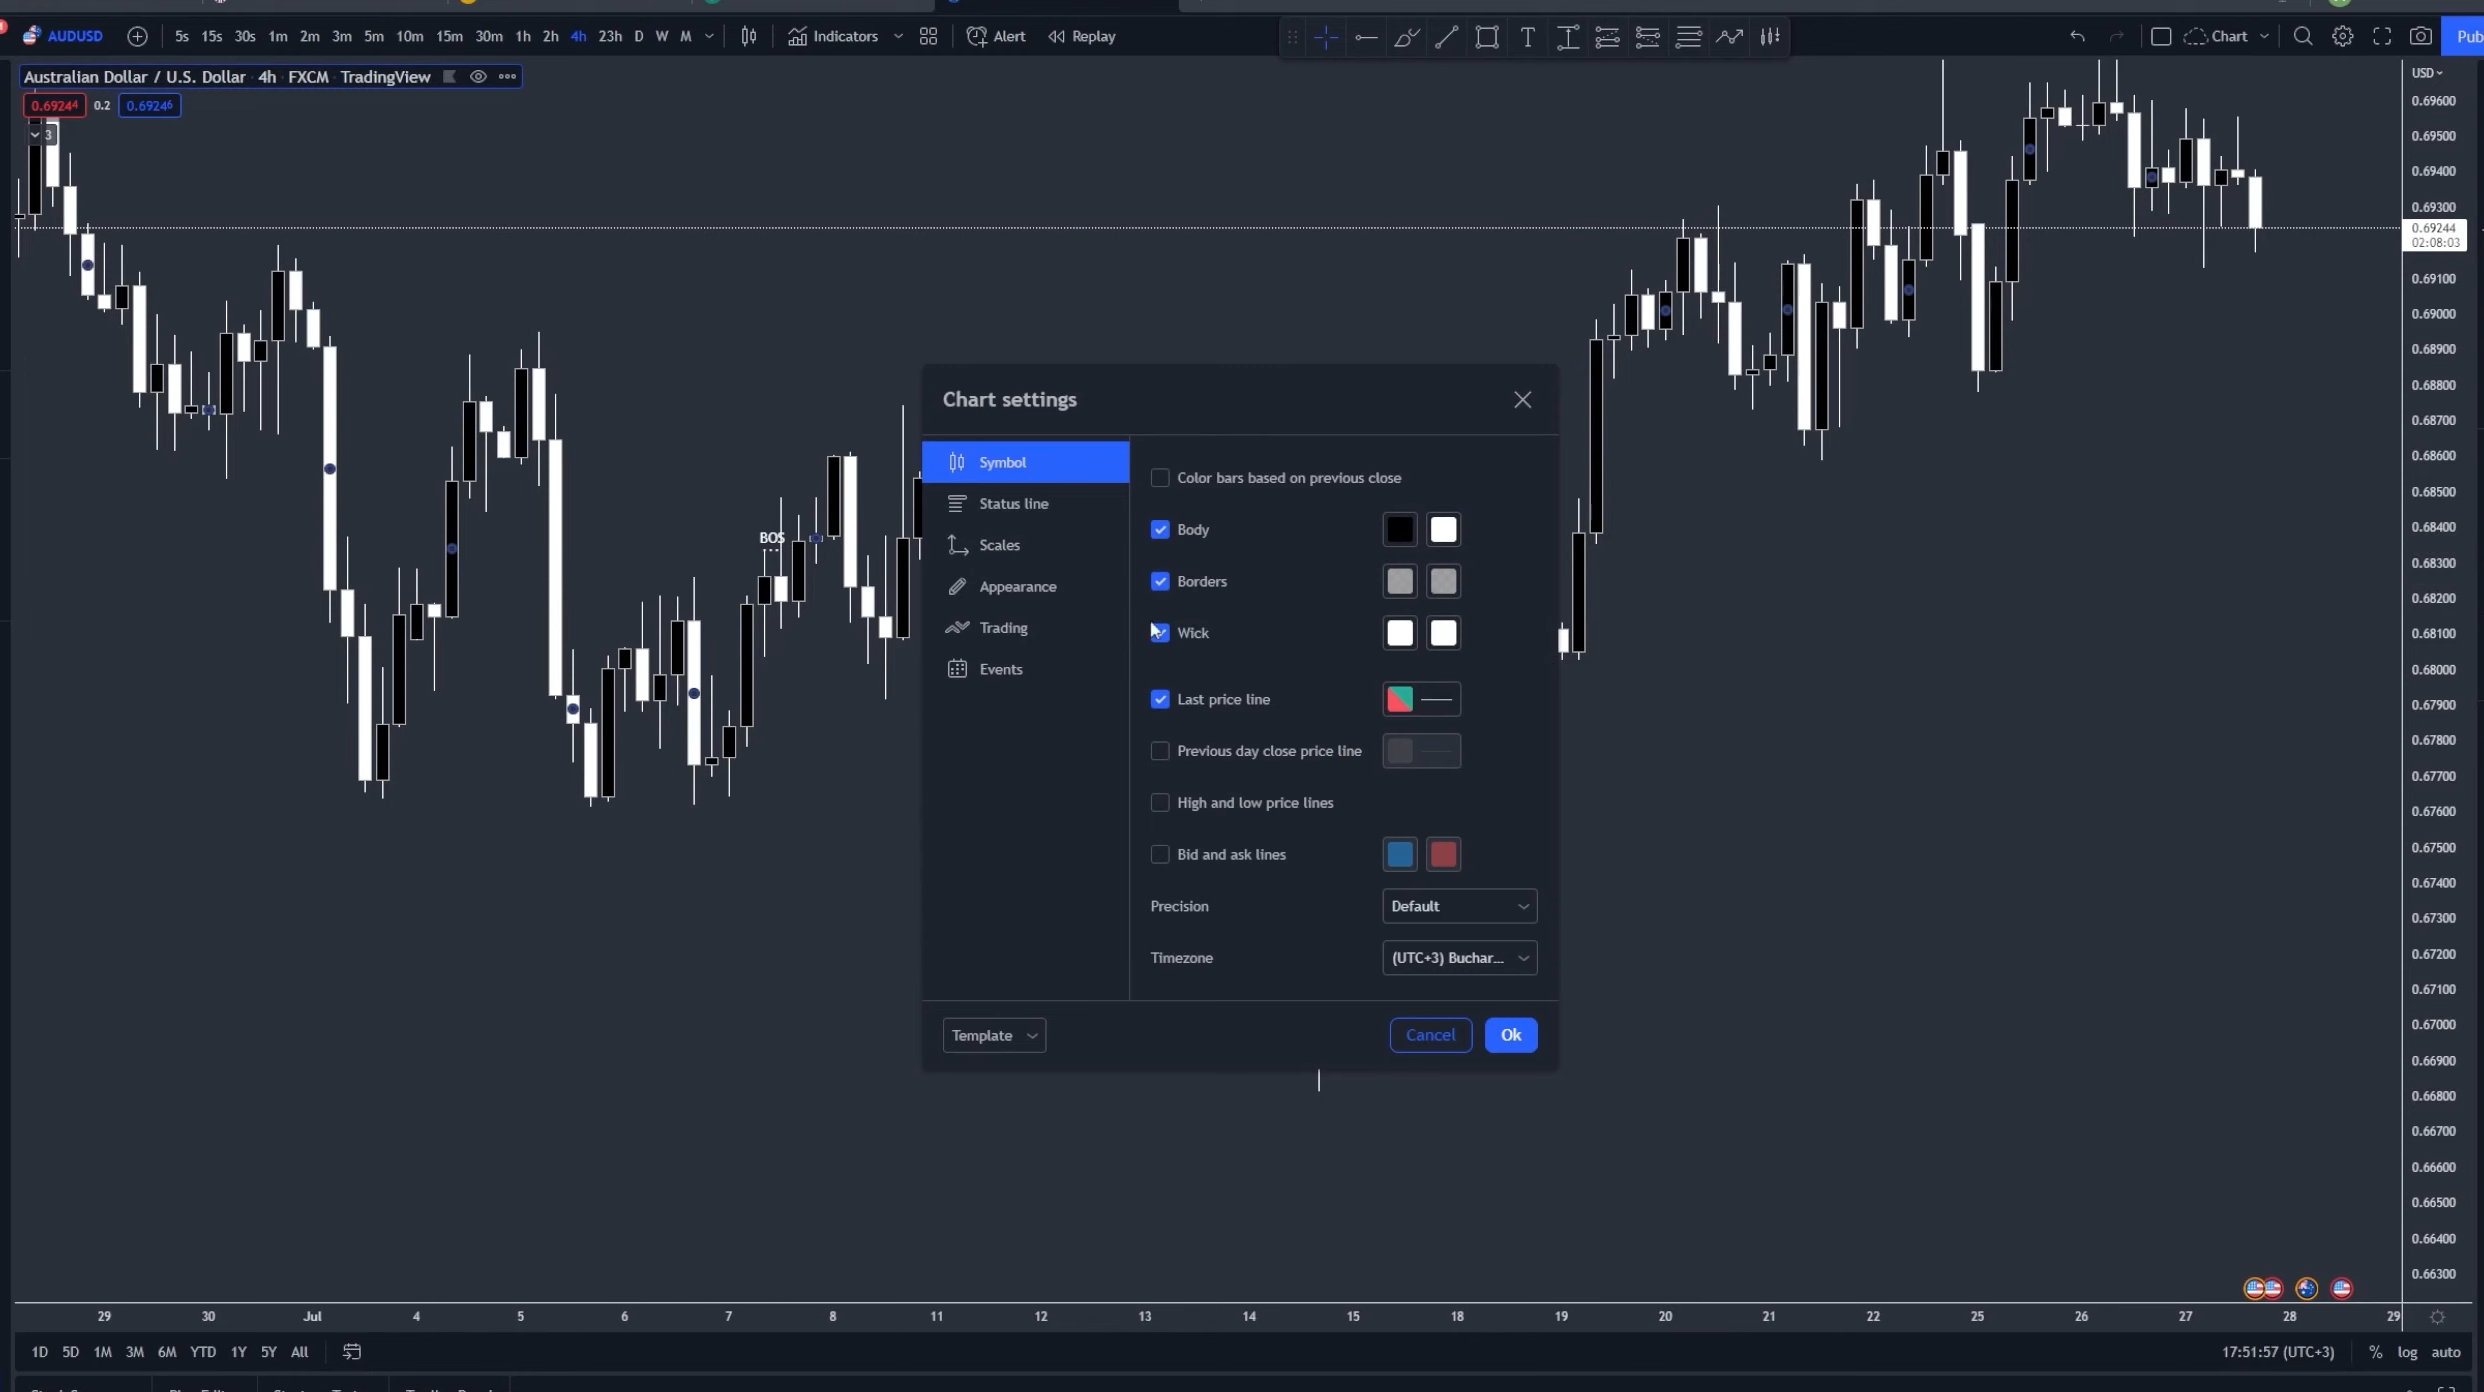 AUDUSD 5s 15s 30s 1m 2m 3m 5m 10m 15m 30m 1h 2h 4h 23h D W M Indicators Alert Replay T Chart Pub
Australian Dollar / U.S. Dollar · 4h · FXCM · TradingView
0.69244 0.2 0.69246
3
USD
0.69600
0.69500
0.69400
0.69300
0.69244
02:08:03
0.69100
0.69000
0.68900
0.68800
0.68700
0.68600
0.68500
0.68400
0.68300
0.68200
0.68100
0.68000
0.67900
0.67800
0.67700
0.67600
0.67500
0.67400
0.67300
0.67200
0.67100
0.67000
0.66900
0.66800
0.66700
0.66600
0.66500
0.66400
0.66300
BOS
Chart settings
Symbol
Status line
Scales
Appearance
Trading
Events
Color bars based on previous close
Body
Borders
Wick
Last price line
Previous day close price line
High and low price lines
Bid and ask lines
Precision Default
Timezone (UTC+3) Buchar...
Template Cancel Ok
29 30 Jul 4 5 6 7 8 11 12 13 14 15 18 19 20 21 22 25 26 27 28 29
1D 5D 1M 3M 6M YTD 1Y 5Y All 17:51:57 (UTC+3) % log auto